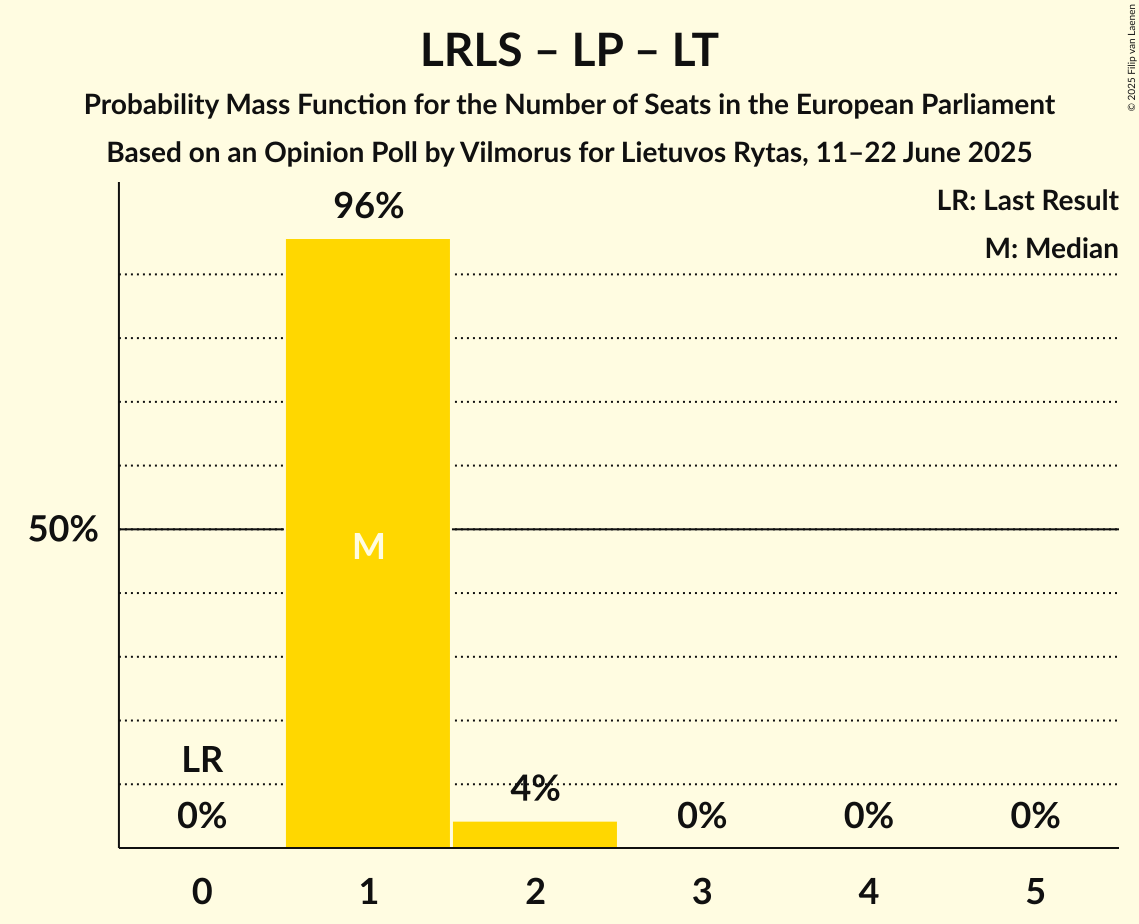 LRLS – LP – LT
Probability Mass Function for the Number of Seats in the European Parliament
Based on an Opinion Poll by Vilmorus for Lietuvos Rytas, 11–22 June 2025
© 2025 Filip van Laenen
LR: Last Result
M: Median
96%
50%
M
LR
0%
4%
0%
0%
0%
0 1 2 3 4 5